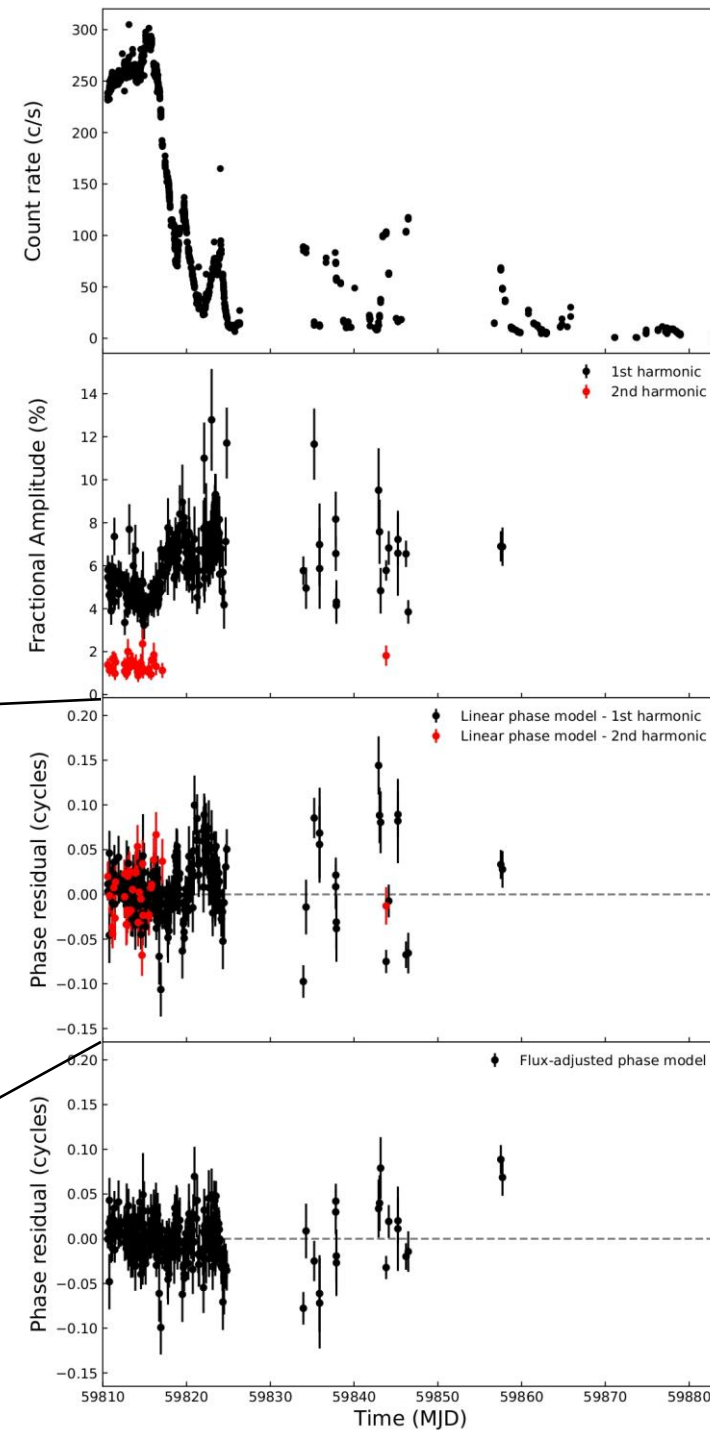 300
250
200
150
100
50
0
Count rate (c/s)
1st harmonic
2nd harmonic
14
12
10
8
6
4
2
0
Fractional Amplitude (%)
Linear phase model - 1st harmonic
Linear phase model - 2nd harmonic
0.20
0.15
0.10
0.05
0.00
−0.05
−0.10
−0.15
Phase residual (cycles)
Flux-adjusted phase model
0.20
0.15
0.10
0.05
0.00
−0.05
−0.10
−0.15
Phase residual (cycles)
59810 59820 59830 59840 59850 59860 59870 59880
Time (MJD)